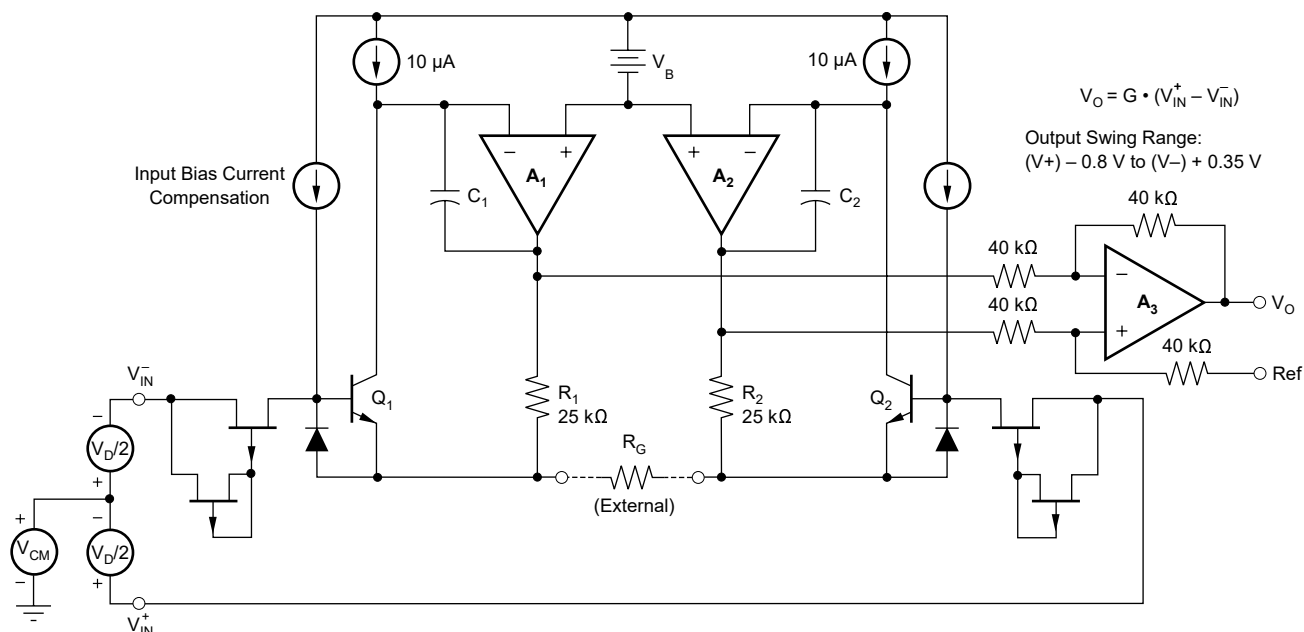 10 µA
V_B
10 µA
V_O = G • (V_IN^+ – V_IN^−)
Output Swing Range:
(V+) – 0.8 V to (V–) + 0.35 V
Input Bias Current
Compensation
C_1
−
+
A_1
+
−
A_2
C_2
40 kΩ
40 kΩ
40 kΩ
−
+
A_3
V_O
40 kΩ
Ref
V_IN^−
Q_1
R_1
25 kΩ
R_2
25 kΩ
Q_2
R_G
(External)
−
V_D/2
+
−
V_D/2
+
+
V_CM
−
V_IN^+